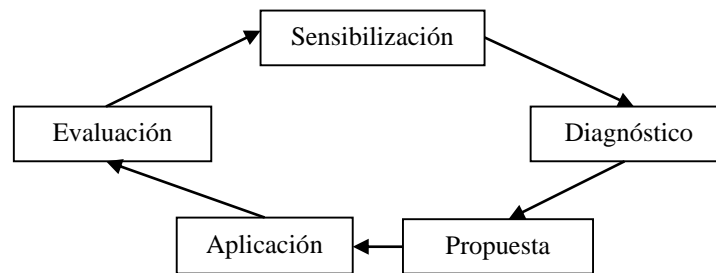 Sensibilización
Evaluación
Diagnóstico
Aplicación
Propuesta